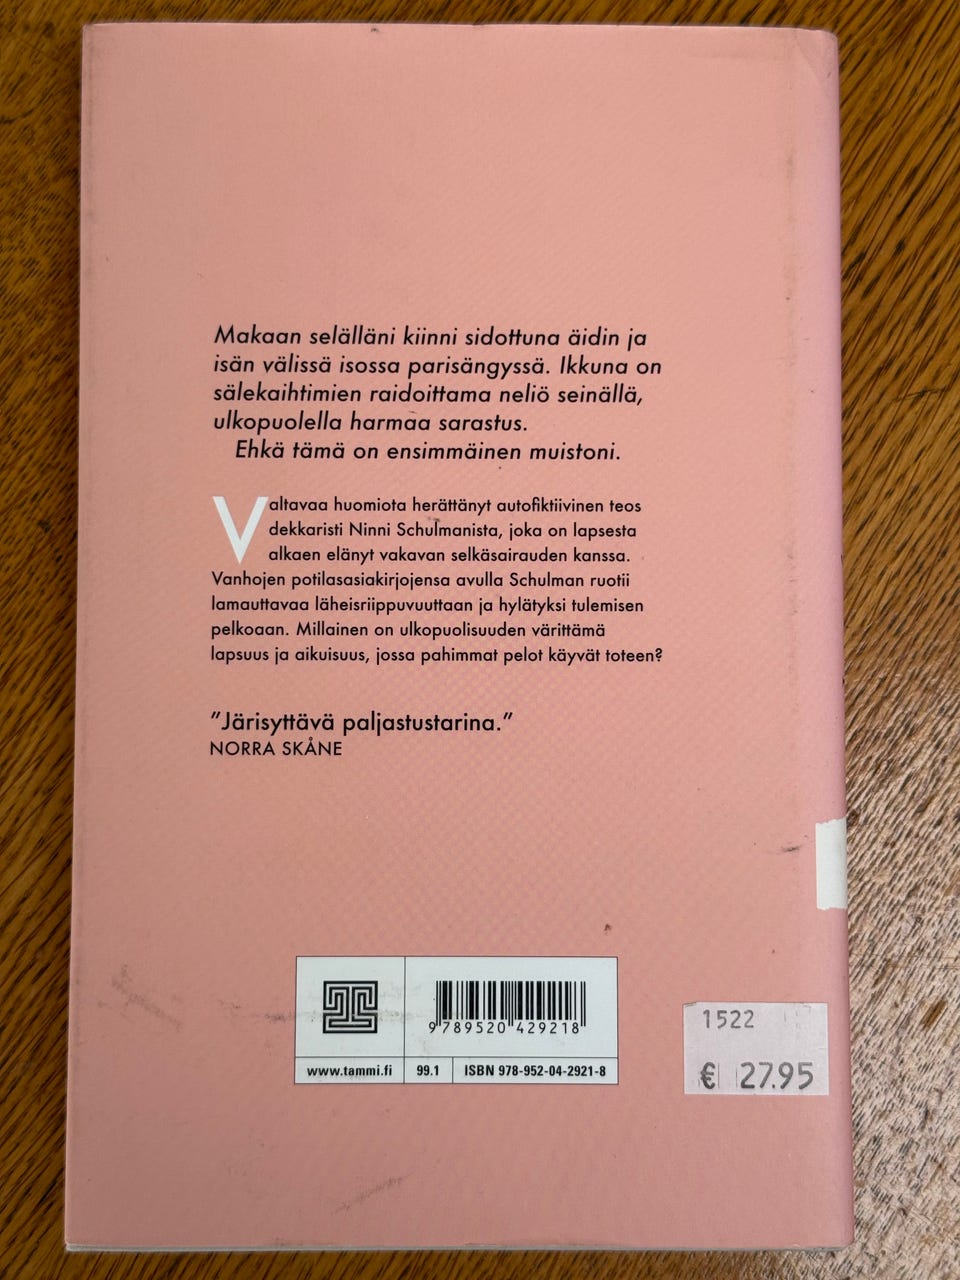 Makaan selälläni kiinni sidottuna äidin ja
isän välissä isossa parisängyssä. Ikkuna on
sälekaihtimien raidoittama neliö seinällä,
ulkopuolella harmaa sarastus.
Ehkä tämä on ensimmäinen muistoni.
Valtavaa huomiota herättänyt autofiktiivinen teos
dekkaristi Ninni Schulmanista, joka on lapsesta
alkaen elänyt vakavan selkäsairauden kanssa.
Vanhojen potilasasiakirjojensa avulla Schulman ruotii
lamauttavaa läheisriippuvuuttaan ja hylätyksi tulemisen
pelkoaan. Millainen on ulkopuolisuuden värittämä
lapsuus ja aikuisuus, jossa pahimmat pelot käyvät toteen?
”Järisyttävä paljastustarina.”
NORRA SKÅNE
9 789520 429218
www.tammi.fi 99.1 ISBN 978-952-04-2921-8
1522
€ 27.95